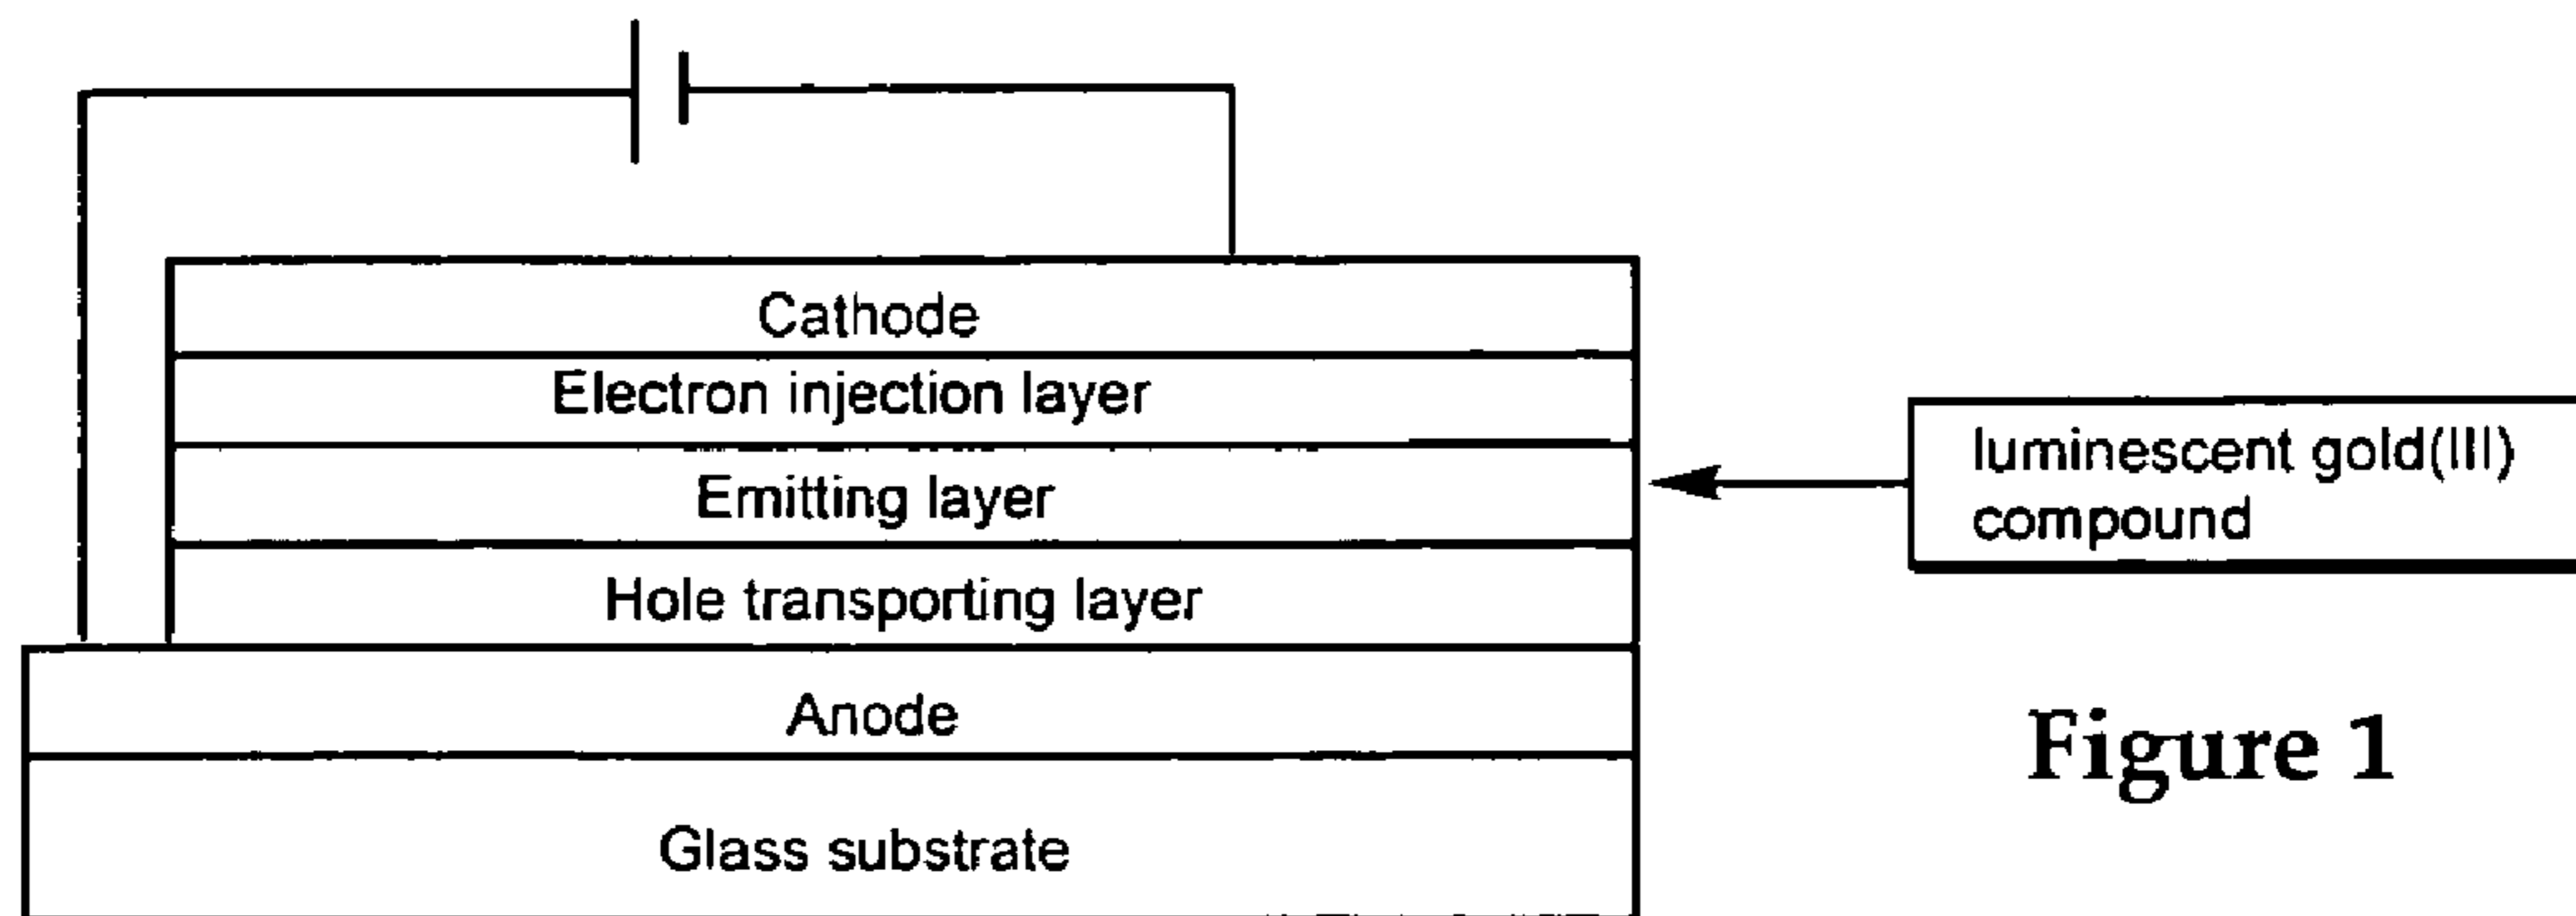 Cathode
Electron injection layer
Emitting layer
Hole transporting layer
Anode
Glass substrate
luminescent gold(III)
compound
Figure 1